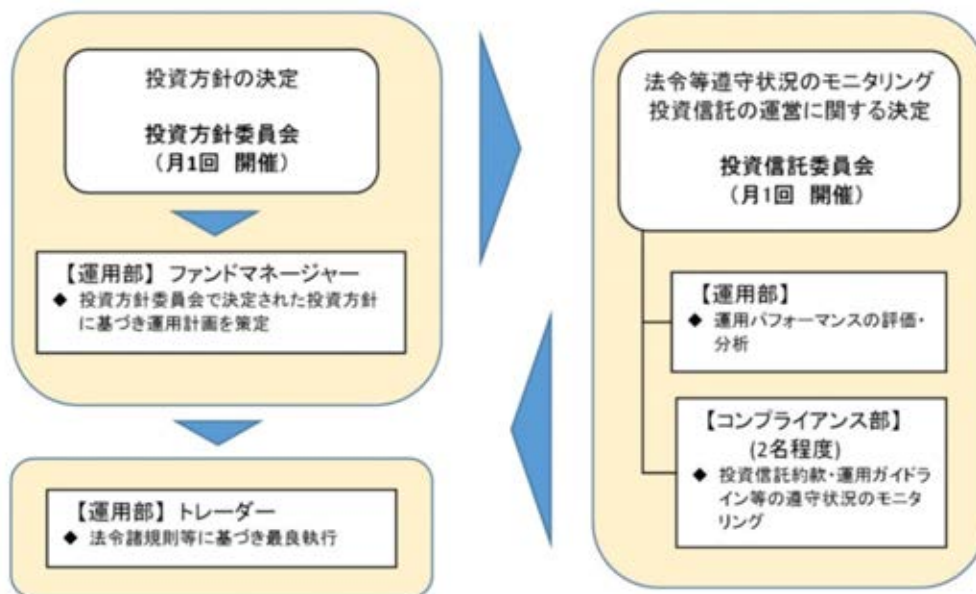 投資方針の決定
投資方針委員会
(月1回 開催)
【運用部】ファンドマネージャー
◆ 投資方針委員会で決定された投資方針
に基づき運用計画を策定
【運用部】トレーダー
◆ 法令諸規則等に基づき最良執行
法令等遵守状況のモニタリング
投資信託の運営に関する決定
投資信託委員会
(月1回 開催)
【運用部】
◆ 運用パフォーマンスの評価・
分析
【コンプライアンス部】
(2名程度)
◆ 投資信託約款・運用ガイドラ
イン等の遵守状況のモニタ
リング